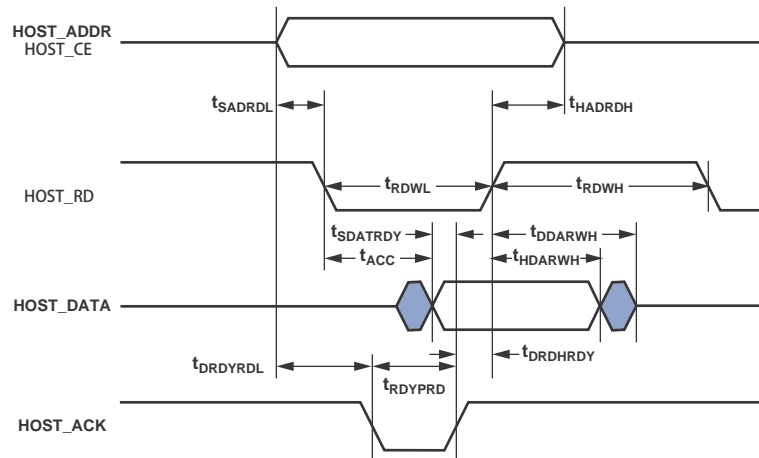 HOST_ADDR
HOST_CE
tSADRDL
tHADRDH
HOST_RD
tRDWL
tRDWH
tSDATRDY
tDDARWH
tACC
tHDARWH
HOST_DATA
tDRDYRDL
tRDYPRD
tDRDHRDY
HOST_ACK